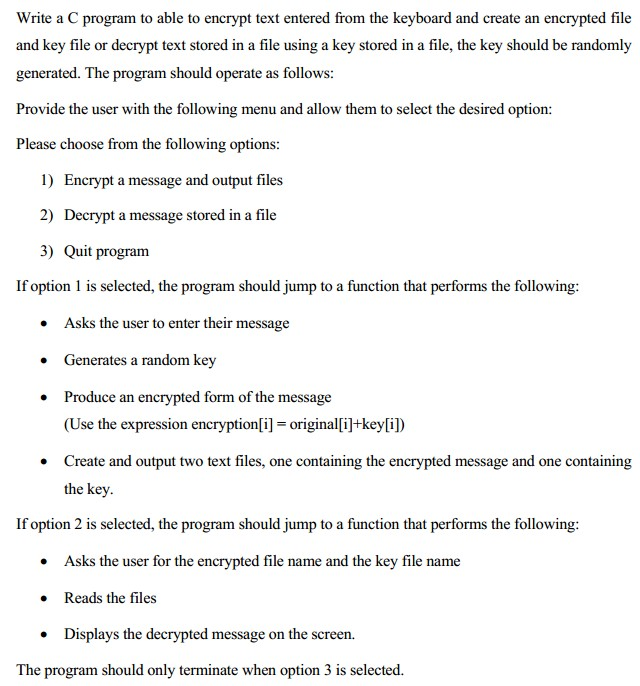 Write a C program to able to encrypt text entered from the keyboard and create an encrypted file
and key file or decrypt text stored in a file using a key stored in a file, the key should be randomly
generated. The program should operate as follows:
Provide the user with the following menu and allow them to select the desired option:
Please choose from the following options:
1) Encrypt a message and output files
2) Decrypt a message stored in a file
3) Quit program
If option 1 is selected, the program should jump to a function that performs the following:
• Asks the user to enter their message
• Generates a random key
• Produce an encrypted form of the message
(Use the expression encryption[i] = original[i]+key[i])
• Create and output two text files, one containing the encrypted message and one containing
the key.
If option 2 is selected, the program should jump to a function that performs the following:
• Asks the user for the encrypted file name and the key file name
• Reads the files
• Displays the decrypted message on the screen.
The program should only terminate when option 3 is selected.